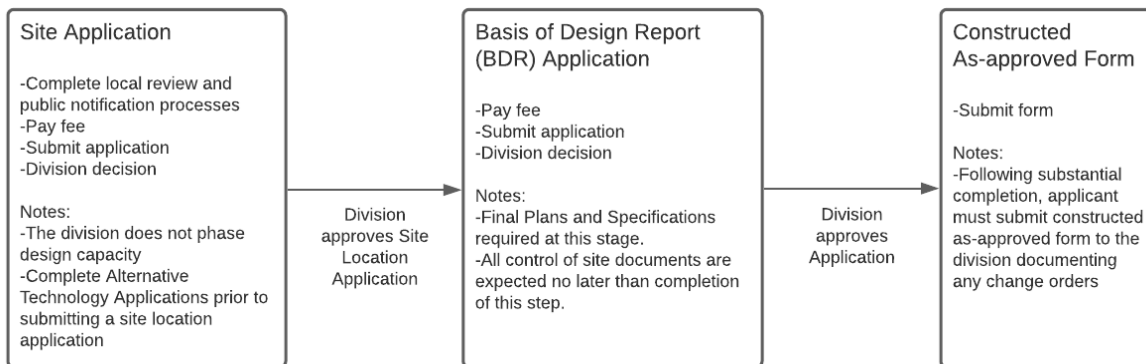 Site Application
-Complete local review and
public notification processes
-Pay fee
-Submit application
-Division decision
Notes:
-The division does not phase
design capacity
-Complete Alternative
Technology Applications prior to
submitting a site location
application
Division
approves Site
Location
Application
Basis of Design Report
(BDR) Application
-Pay fee
-Submit application
-Division decision
Notes:
-Final Plans and Specifications
required at this stage.
-All control of site documents are
expected no later than completion
of this step.
Division
approves
Application
Constructed
As-approved Form
-Submit form
Notes:
-Following substantial
completion, applicant
must submit constructed
as-approved form to the
division documenting
any change orders